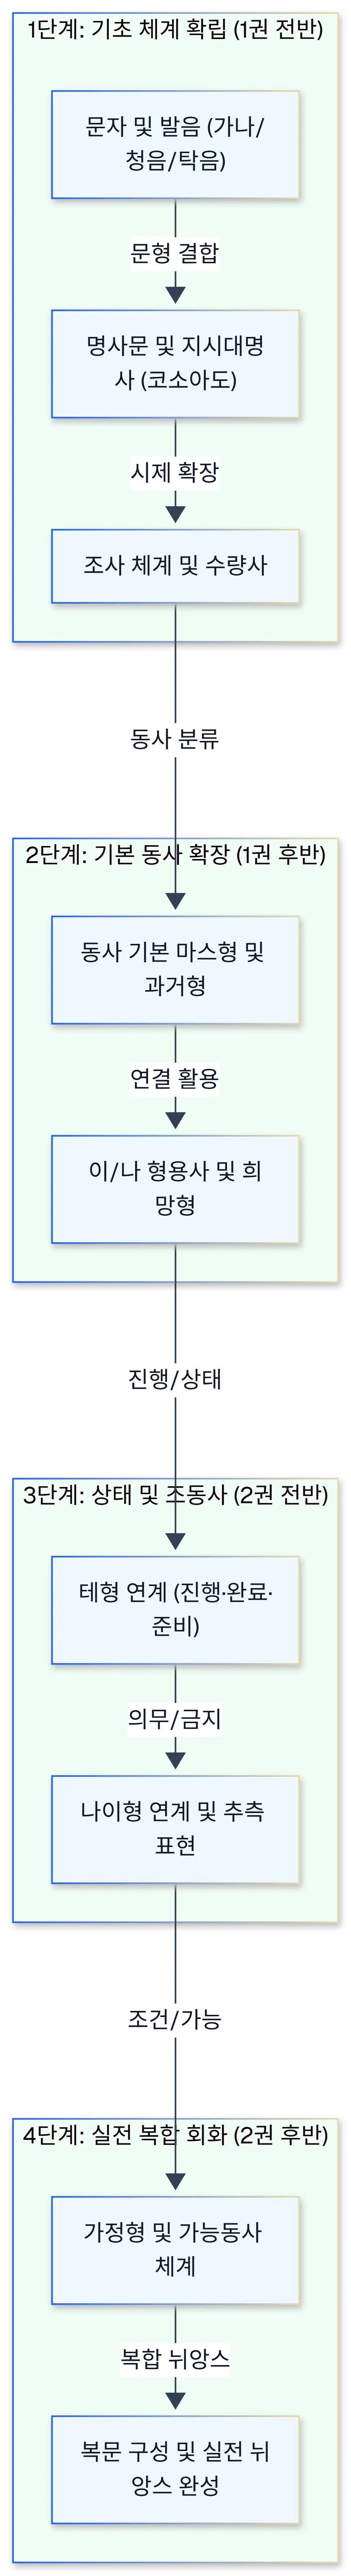 1단계: 기초 체계 확립 (1권 전반)
문자 및 발음 (가나/
청음/탁음)
문형 결합
명사문 및 지시대명
사 (코소아도)
시제 확장
조사 체계 및 수량사
동사 분류
2단계: 기본 동사 확장 (1권 후반)
동사 기본 마스형 및
과거형
연결 활용
이/나 형용사 및 희
망형
진행/상태
3단계: 상태 및 조동사 (2권 전반)
테형 연계 (진행·완료·
준비)
의무/금지
나이형 연계 및 추측
표현
조건/가능
4단계: 실전 복합 회화 (2권 후반)
가정형 및 가능동사
체계
복합 뉘앙스
복문 구성 및 실전 뉘
앙스 완성